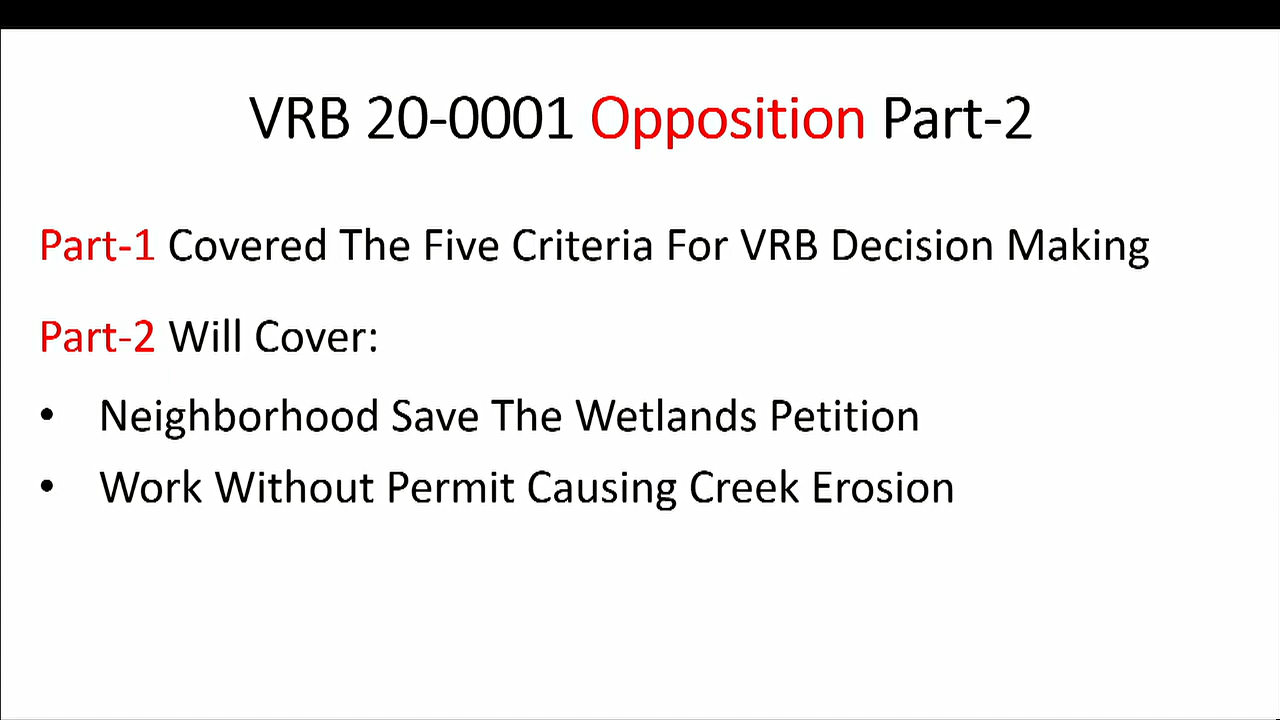 VRB 20-0001 Opposition Part-2
Part-1 Covered The Five Criteria For VRB Decision Making
Part-2 Will Cover:
• Neighborhood Save The Wetlands Petition
• Work Without Permit Causing Creek Erosion